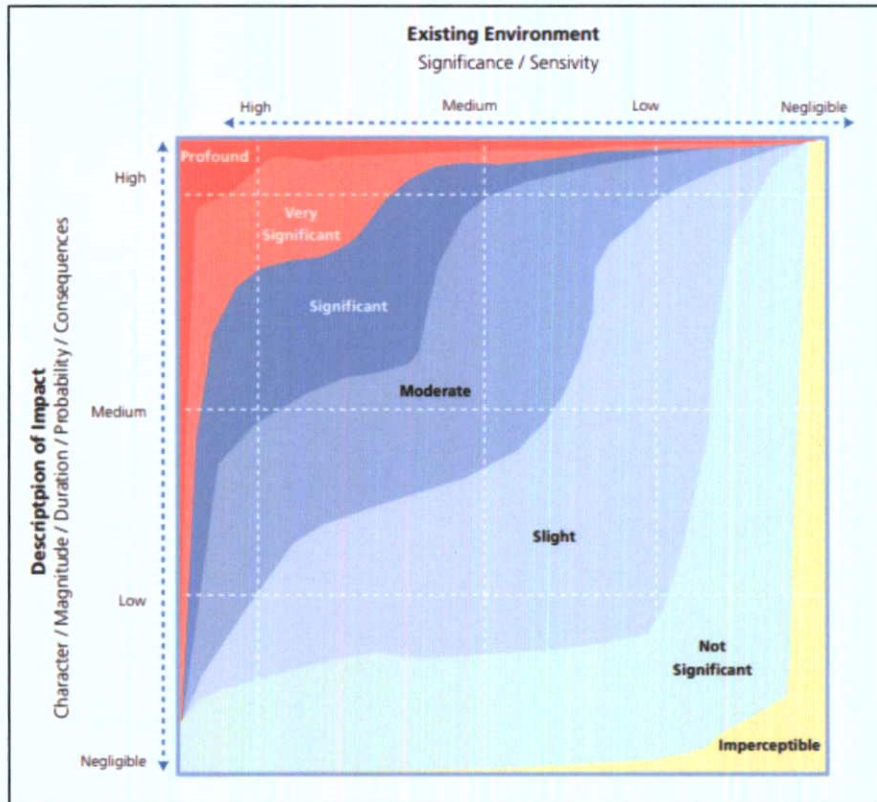 Existing Environment
Significance / Sensivity
High
Medium
Low
Negligible
Descriptpion of Impact
Character / Magnitude / Duration / Probability / Consequences
High
Medium
Low
Negligible
Profound
Very
Significant
Significant
Moderate
Slight
Not
Significant
Imperceptible